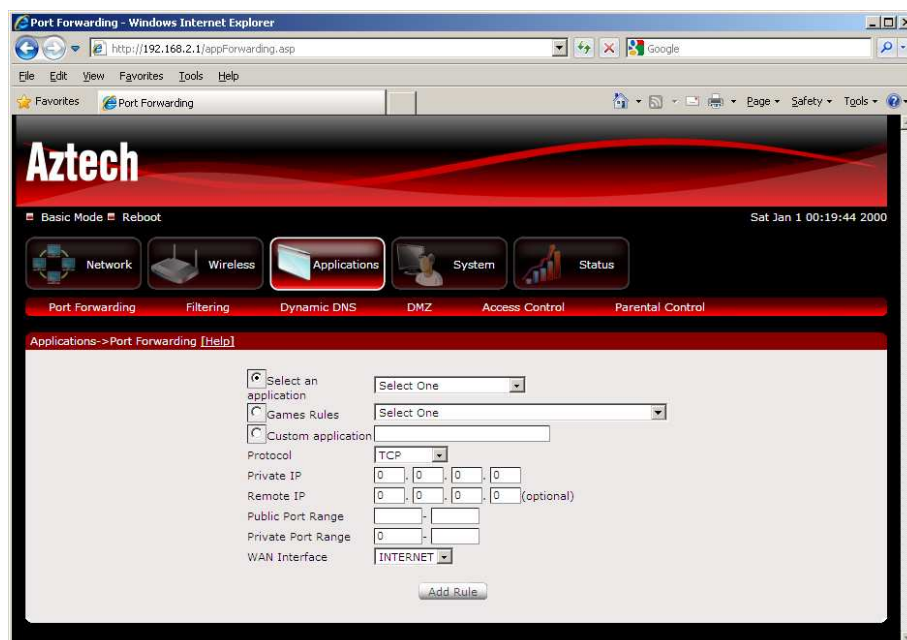 Port Forwarding - Windows Internet Explorer
http://192.168.2.1/appForwarding.asp
Google
File Edit View Favorites Tools Help
Favorites Port Forwarding Page Safety Tools
Aztech
Basic Mode Reboot Sat Jan 1 00:19:44 2000
Network Wireless Applications System Status
Port Forwarding Filtering Dynamic DNS DMZ Access Control Parental Control
Applications->Port Forwarding [Help]
Select an application Select One
Games Rules Select One
Custom application
Protocol TCP
Private IP 0 . 0 . 0 . 0
Remote IP 0 . 0 . 0 . 0 (optional)
Public Port Range -
Private Port Range 0 -
WAN Interface INTERNET
Add Rule